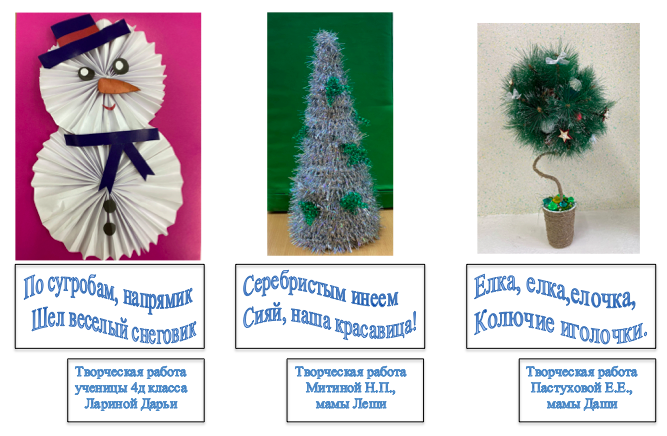 По сугробам, напрямик
Шел веселый снеговик
Творческая работа
ученицы 4д класса
Лариной Дарьи
Серебристым инеем
Сияй, наша красавица!
Творческая работа
Митиной Н.П.,
мамы Леши
Елка, елка,елочка,
Колючие иголочки.
Творческая работа
Пастуховой Е.Е.,
мамы Даши